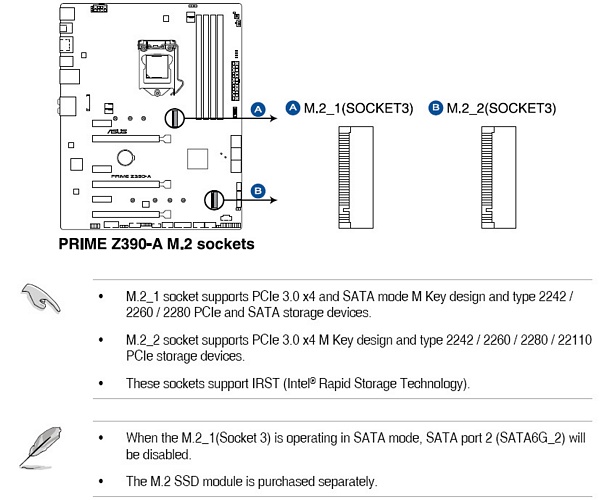 A
A M.2_1(SOCKET3)
B M.2_2(SOCKET3)
/SUS
PRIME Z390-A
B
PRIME Z390-A M.2 sockets
• M.2_1 socket supports PCIe 3.0 x4 and SATA mode M Key design and type 2242 /
2260 / 2280 PCIe and SATA storage devices.
• M.2_2 socket supports PCIe 3.0 x4 M Key design and type 2242 / 2260 / 2280 / 22110
PCIe storage devices.
• These sockets support IRST (Intel® Rapid Storage Technology).
• When the M.2_1(Socket 3) is operating in SATA mode, SATA port 2 (SATA6G_2) will
be disabled.
• The M.2 SSD module is purchased separately.